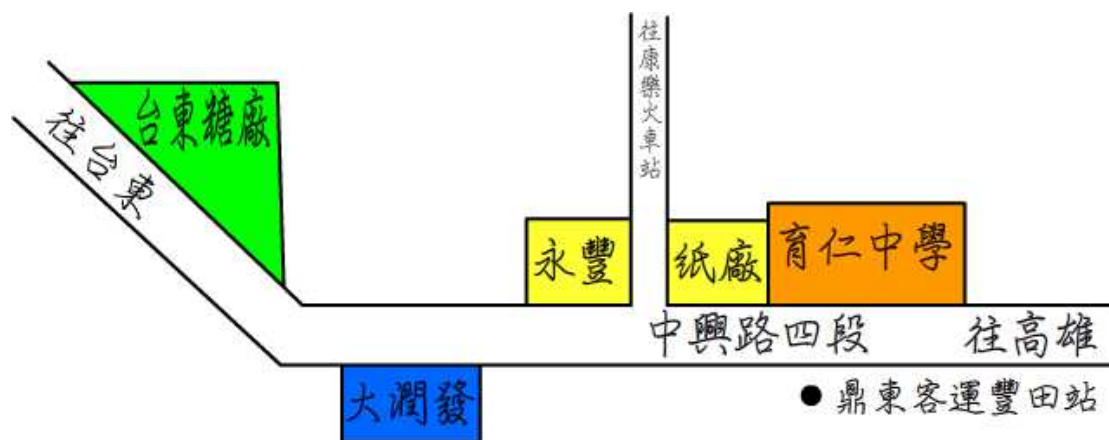 往康樂火車站
台東糖廠
往台東
永豐
紙廠
育仁中學
中興路四段
往高雄
大潤發
鼎東客運豐田站